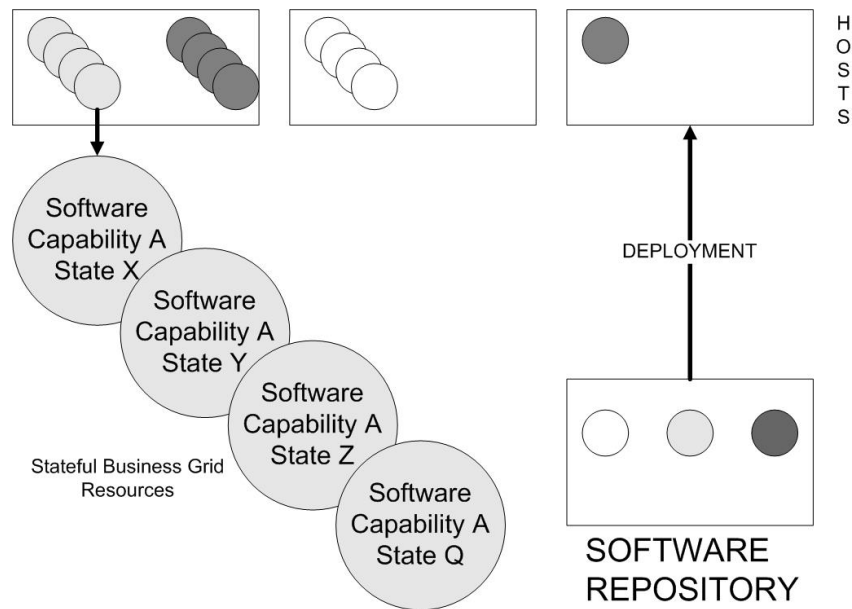 HOSTS
Software
Capability A
State X
Software
Capability A
State Y
Software
Capability A
State Z
Software
Capability A
State Q
Stateful Business Grid
Resources
DEPLOYMENT
SOFTWARE
REPOSITORY